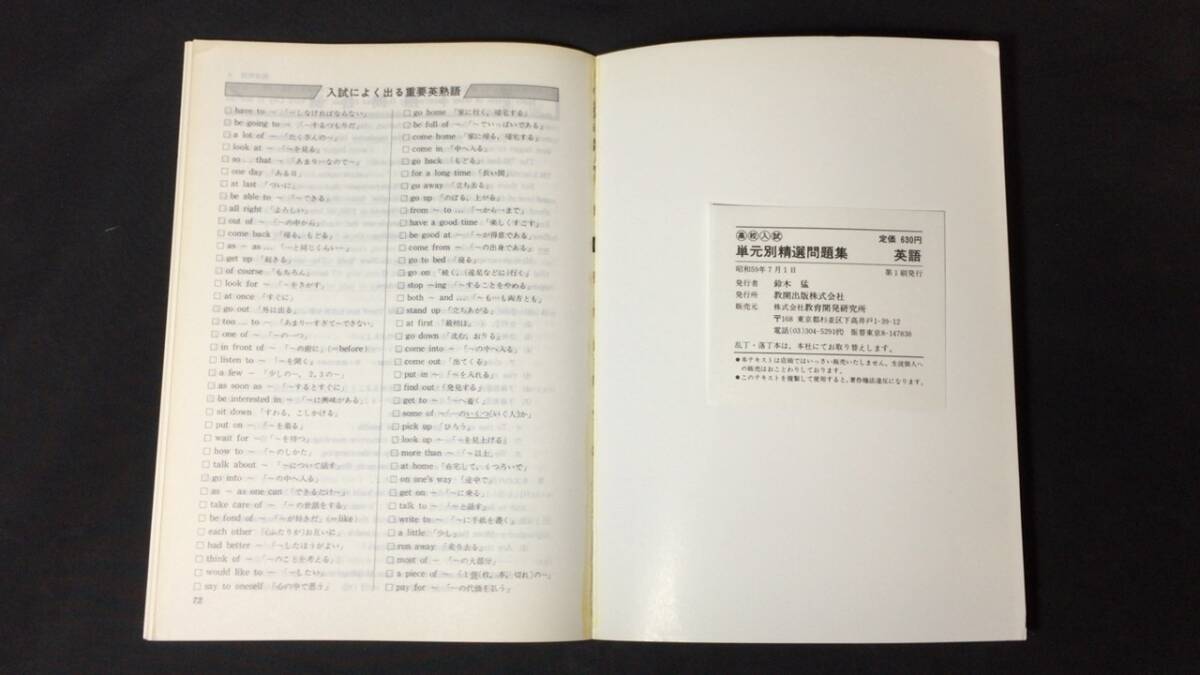 入試によく出る重要英熟語
□ have to ~ 「~しなければならない」
□ be going to ~ 「~するつもりだ」
□ a lot of ~ 「たくさんの~」
□ look at ~ 「~を見る」
□ so… that ~ 「あまり…なので~」
□ one day 「ある日」
□ at last 「ついに」
□ be able to ~ 「~できる」
□ all right 「よろしい」
□ out of ~ 「~の中から」
□ come back 「帰る、もどる」
□ as ~ as … 「…と同じくらい~」
□ get up 「起きる」
□ of course 「もちろん」
□ look for ~ 「~をさがす」
□ at once 「すぐに」
□ go out 「外に出る」
□ too … to ~ 「あまり…すぎて~できない」
□ one of ~ 「~の一つ」
□ in front of ~ 「~の前に」(=before)
□ listen to ~ 「~を聞く」
□ a few ~ 「少しの~、2, 3の~」
□ as soon as ~ 「~するとすぐに」
□ be interested in ~ 「~に興味がある」
□ sit down 「すわる、こしかける」
□ put on ~ 「~を着る」
□ wait for ~ 「~を待つ」
□ how to ~ 「~のしかた」
□ talk about ~ 「~について話す」
□ go into ~ 「~の中へ入る」
□ as ~ as one can 「できるだけ~」
□ take care of ~ 「~の世話をする」
□ be fond of ~ 「~が好きだ」(=like)
□ each other 「(ふたりが)お互いに」
□ had better ~ 「~したほうがよい」
□ think of ~ 「~のことを考える」
□ would like to ~ 「~したい」
□ say to oneself 「心の中で思う」
72
□ go home 「家に行く、帰宅する」
□ be full of ~ 「~でいっぱいである」
□ come home 「家に帰る、帰宅する」
□ come in 「中へ入る」
□ go back 「もどる」
□ for a long time 「長い間」
□ go away 「立ち去る」
□ go up 「のぼる、上がる」
□ from ~ to … 「~から…まで」
□ have a good time 「楽しくすごす」
□ be good at ~ 「~が得意である」
□ come from ~ 「~の出身である」
□ go to bed 「寝る」
□ go on 「続く、(遠足などに)行く」
□ stop ~ing 「~することをやめる」
□ both ~ and … 「~も…も両方とも」
□ stand up 「立ちあがる」
□ at first 「最初は」
□ go down 「沈む、おりる」
□ come into ~ 「~の中へ入る」
□ come out 「出てくる」
□ put in ~ 「~を入れる」
□ find out 「発見する」
□ get to ~ 「~へ着く」
□ some of ~ 「~のいくつ(いく人)か」
□ pick up 「ひろう」
□ look up ~ 「~を見上げる」
□ more than ~ 「~以上」
□ at home 「在宅して、くつろいで」
□ on one's way 「途中で」
□ get on ~ 「~に乗る」
□ talk to ~ 「~と話す」
□ write to ~ 「~に手紙を書く」
□ a little 「少し」
□ run away 「走り去る」
□ most of ~ 「~の大部分」
□ a piece of ~ 「1個(枚、本、切れ)の~」
□ pay for ~ 「~の代価を払う」
高校入試 定価 630円
単元別精選問題集 英語
昭和59年7月1日 第1刷発行
発行者 鈴木 猛
発行所 教開出版株式会社
販売元 株式会社教育開発研究所
〒168 東京都杉並区下高井戸1-39-12
電話(03)304-5291代 振替東京8-147836
乱丁・落丁本は、本社にてお取り替えします。
●本テキストは店頭ではいっさい販売いたしません。生徒個人へ
の販売はおことわりしております。
●このテキストを複製して使用すると、著作権法違反になります。